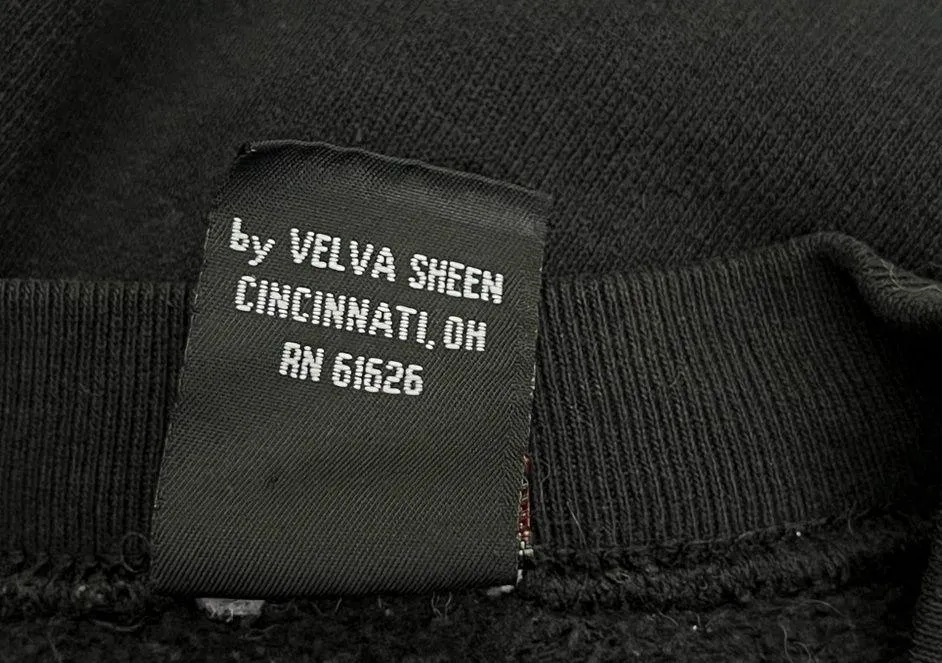 by VELVA SHEEN
CINCINNATI, OH
RN 61626